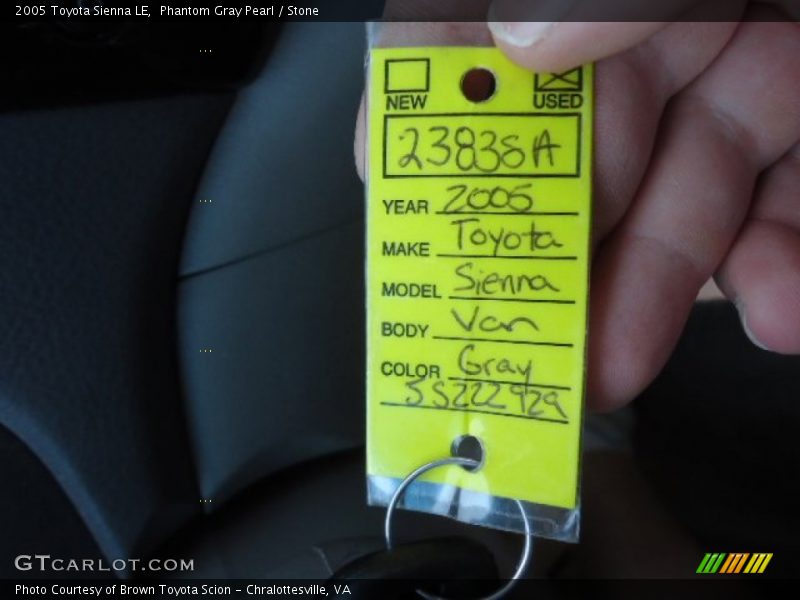 2005 Toyota Sienna LE,  Phantom Gray Pearl / Stone
NEW USED
23838A
YEAR 2005
MAKE Toyota
MODEL Sienna
BODY Van
COLOR Gray
5S222929
GTCARLOT.COM
Photo Courtesy of Brown Toyota Scion - Chralottesville, VA